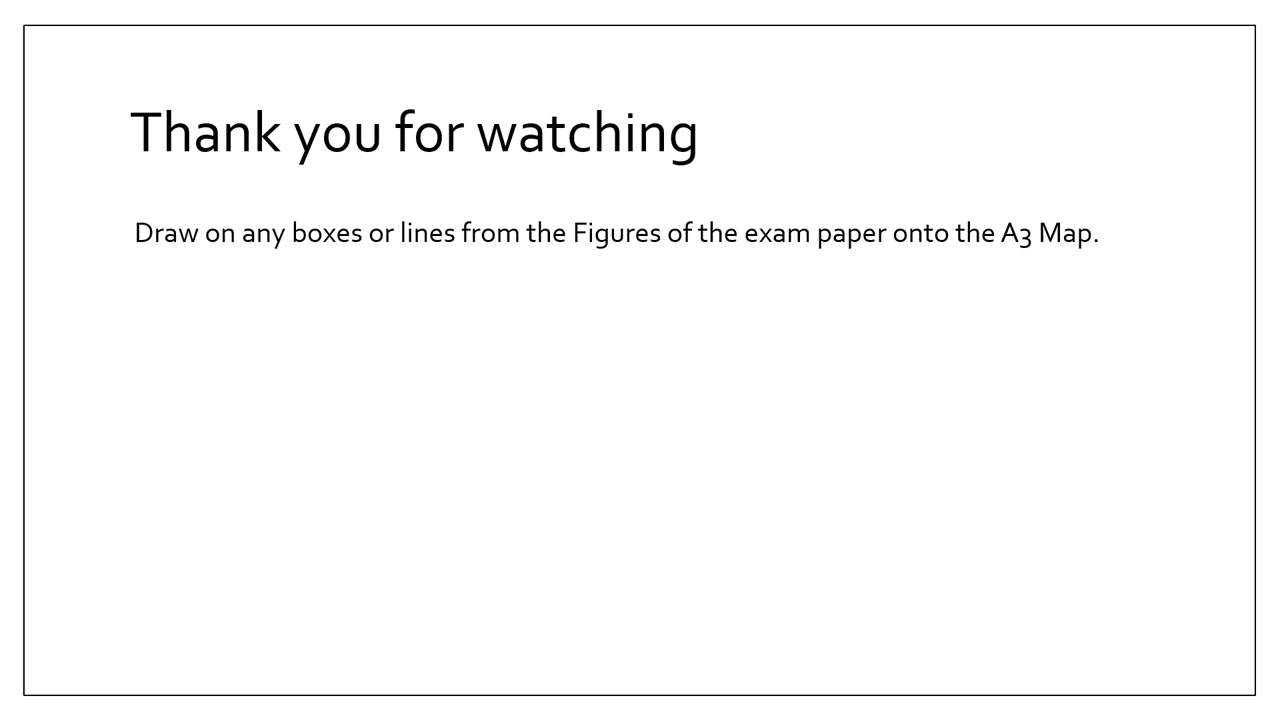 Thank you for watching
Draw on any boxes or lines from the Figures of the exam paper onto the A3 Map.